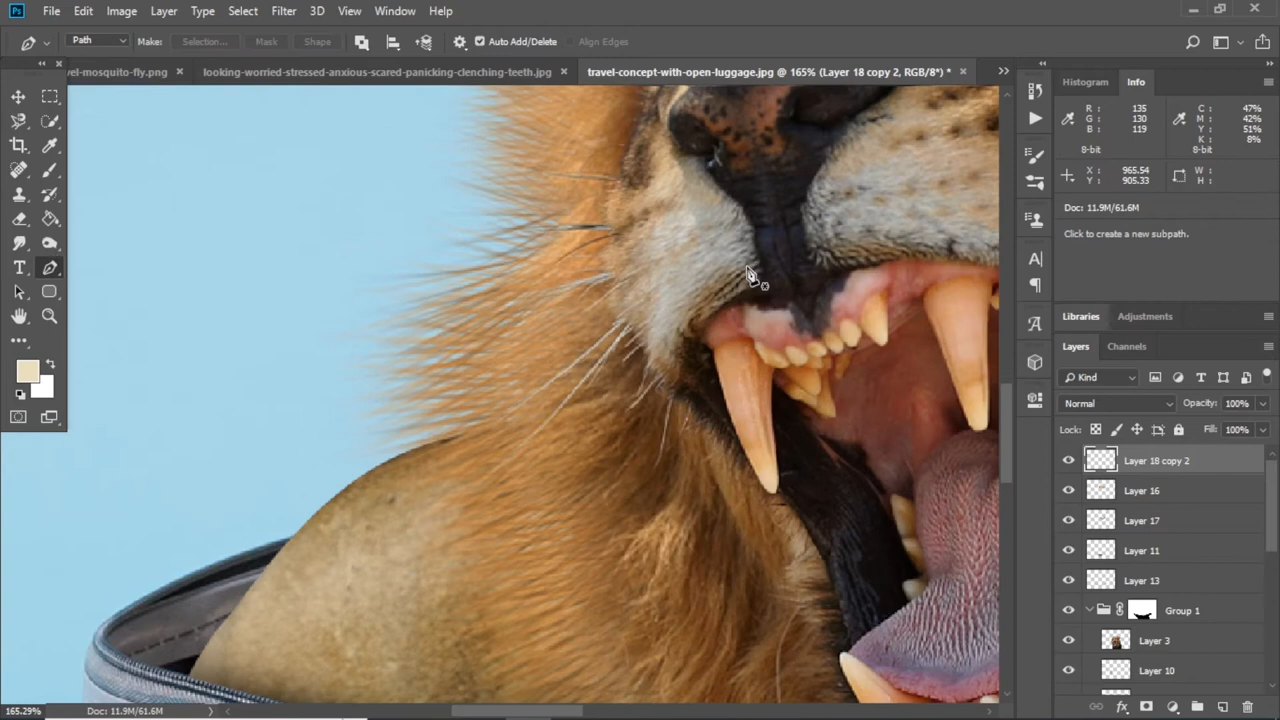 Ps File Edit Image Layer Type Select Filter 3D View Window Help
Path Make: Selection... Mask Shape Auto Add/Delete Align Edges
vel-mosquito-fly.png × looking-worried-stressed-anxious-scared-panicking-clenching-teeth.jpg × travel-concept-with-open-luggage.jpg @ 165% (Layer 18 copy 2, RGB/8*) * ×
Histogram Info
R: 135 C: 47%
G: 130 M: 42%
B: 119 Y: 51%
K: 8%
8-bit 8-bit
X: 965.54 W:
Y: 905.33 H:
Doc: 11.9M/61.6M
Click to create a new subpath.
Libraries Adjustments
Layers Channels
Kind
Normal Opacity: 100%
Lock: Fill: 100%
Layer 18 copy 2
Layer 16
Layer 17
Layer 11
Layer 13
Group 1
Layer 3
Layer 10
165.29% Doc: 11.9M/61.6M